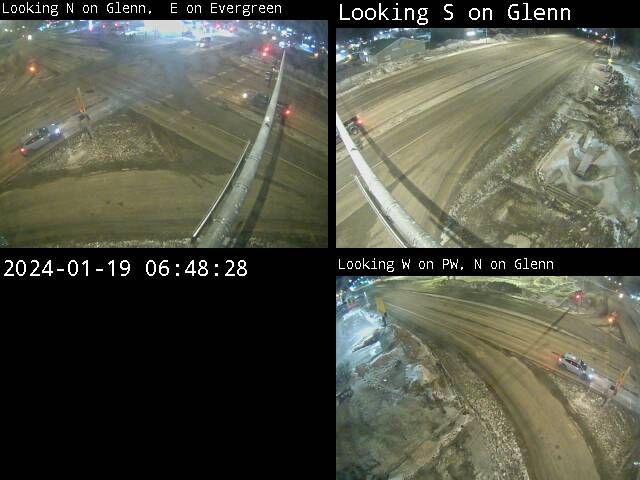 Looking N on Glenn,  E on Evergreen
Looking S on Glenn
2024-01-19 06:48:28
Looking W on PW, N on Glenn